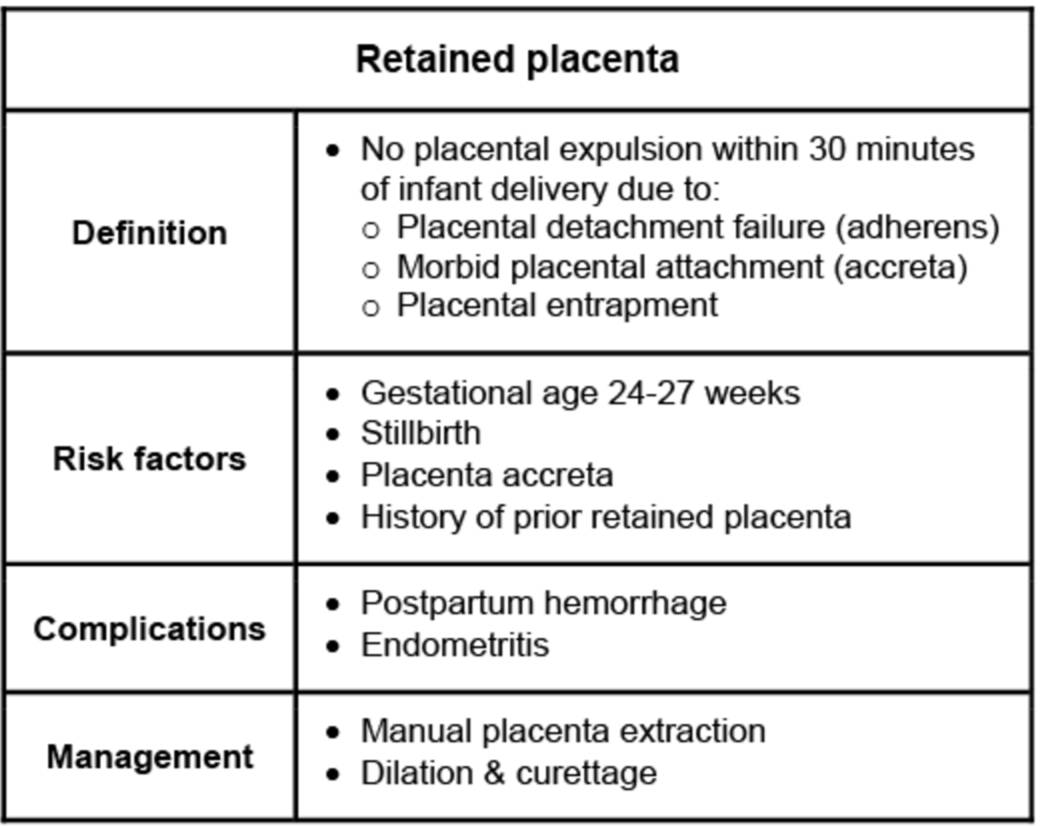 Retained placenta
Definition
• No placental expulsion within 30 minutes
of infant delivery due to:
o Placental detachment failure (adherens)
o Morbid placental attachment (accreta)
o Placental entrapment
Risk factors
• Gestational age 24-27 weeks
• Stillbirth
• Placenta accreta
• History of prior retained placenta
Complications
• Postpartum hemorrhage
• Endometritis
Management
• Manual placenta extraction
• Dilation & curettage